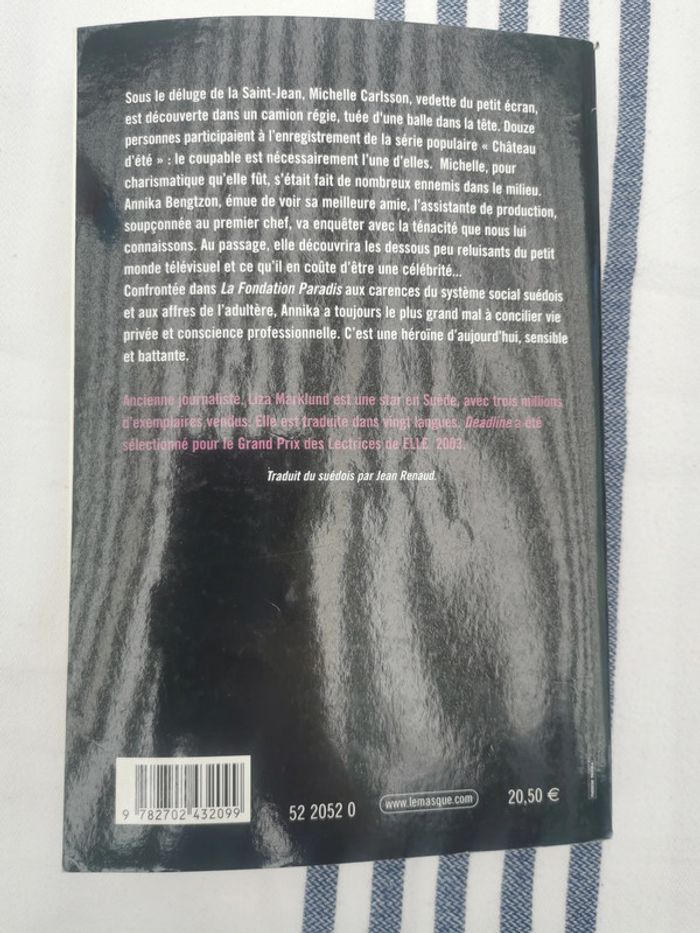 Sous le déluge de la Saint-Jean, Michelle Carlsson, vedette du petit écran,
est découverte dans un camion régie, tuée d'une balle dans la tête. Douze
personnes participaient à l'enregistrement de la série populaire « Château
d'été » : le coupable est nécessairement l'une d'elles. Michelle, pour
charismatique qu'elle fût, s'était fait de nombreux ennemis dans le milieu.
Annika Bengtzon, émue de voir sa meilleure amie, l'assistante de production,
soupçonnée au premier chef, va enquêter avec la ténacité que nous lui
connaissons. Au passage, elle découvrira les dessous peu reluisants du petit
monde télévisuel et ce qu'il en coûte d'être une célébrité...
Confrontée dans La Fondation Paradis aux carences du système social suédois
et aux affres de l'adultère, Annika a toujours le plus grand mal à concilier vie
privée et conscience professionnelle. C'est une héroïne d'aujourd'hui, sensible
et battante.
Ancienne journaliste, Liza Marklund est une star en Suède, avec trois millions
d'exemplaires vendus. Elle est traduite dans vingt langues. Deadline a été
sélectionné pour le Grand Prix des Lectrices de ELLE 2003.
Traduit du suédois par Jean Renaud.
9 782702 432099
52 2052 0
www.lemasque.com
20,50 €